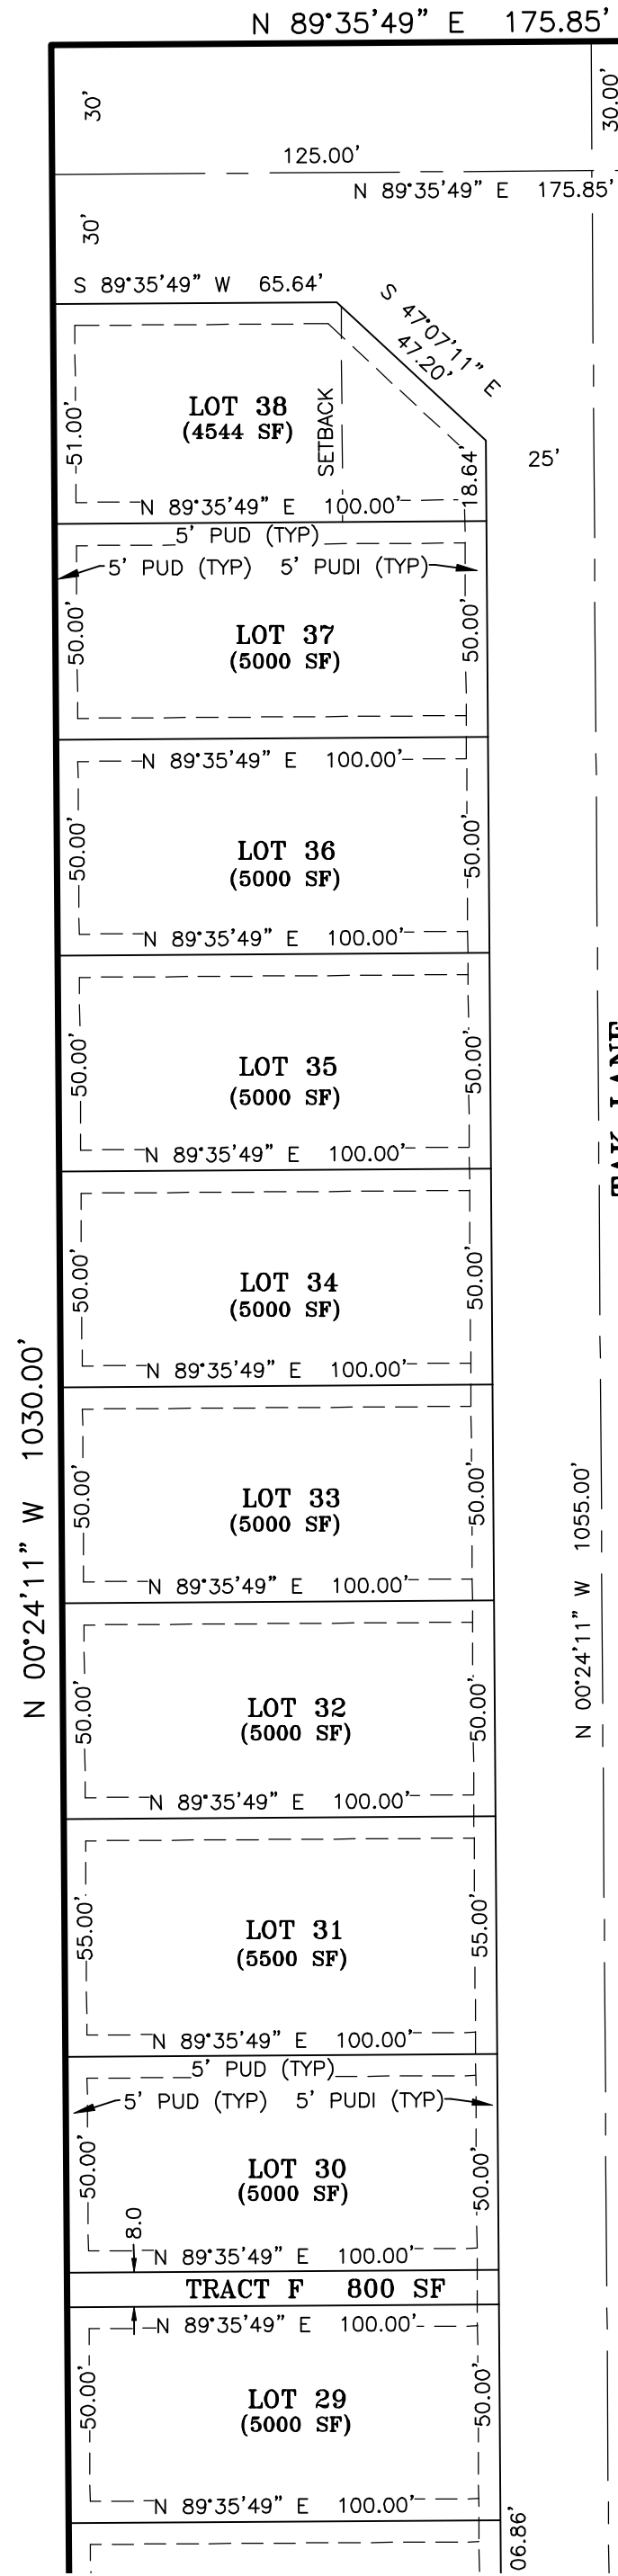 N 89°35'49" E 175.85'
30'
30.00'
125.00'
N 89°35'49" E 175.85'
30'
S 89°35'49" W 65.64'
S 47°07'11" E
47.20'
LOT 38
(4544 SF)
51.00'
SETBACK
18.64'
25'
N 89°35'49" E 100.00'
5' PUD (TYP)
5' PUD (TYP) 5' PUDI (TYP)
LOT 37
(5000 SF)
50.00'
50.00'
N 89°35'49" E 100.00'
LOT 36
(5000 SF)
50.00'
50.00'
N 89°35'49" E 100.00'
LOT 35
(5000 SF)
50.00'
50.00'
N 89°35'49" E 100.00'
LANE
LOT 34
(5000 SF)
50.00'
50.00'
N 89°35'49" E 100.00'
N 00°24'11" W 1030.00'
LOT 33
(5000 SF)
50.00'
50.00'
N 89°35'49" E 100.00'
N 00°24'11" W 1055.00'
LOT 32
(5000 SF)
50.00'
50.00'
N 89°35'49" E 100.00'
LOT 31
(5500 SF)
55.00'
55.00'
N 89°35'49" E 100.00'
5' PUD (TYP)
5' PUD (TYP) 5' PUDI (TYP)
LOT 30
(5000 SF)
50.00'
50.00'
8.0
N 89°35'49" E 100.00'
TRACT F 800 SF
N 89°35'49" E 100.00'
LOT 29
(5000 SF)
50.00'
50.00'
N 89°35'49" E 100.00'
06.86'